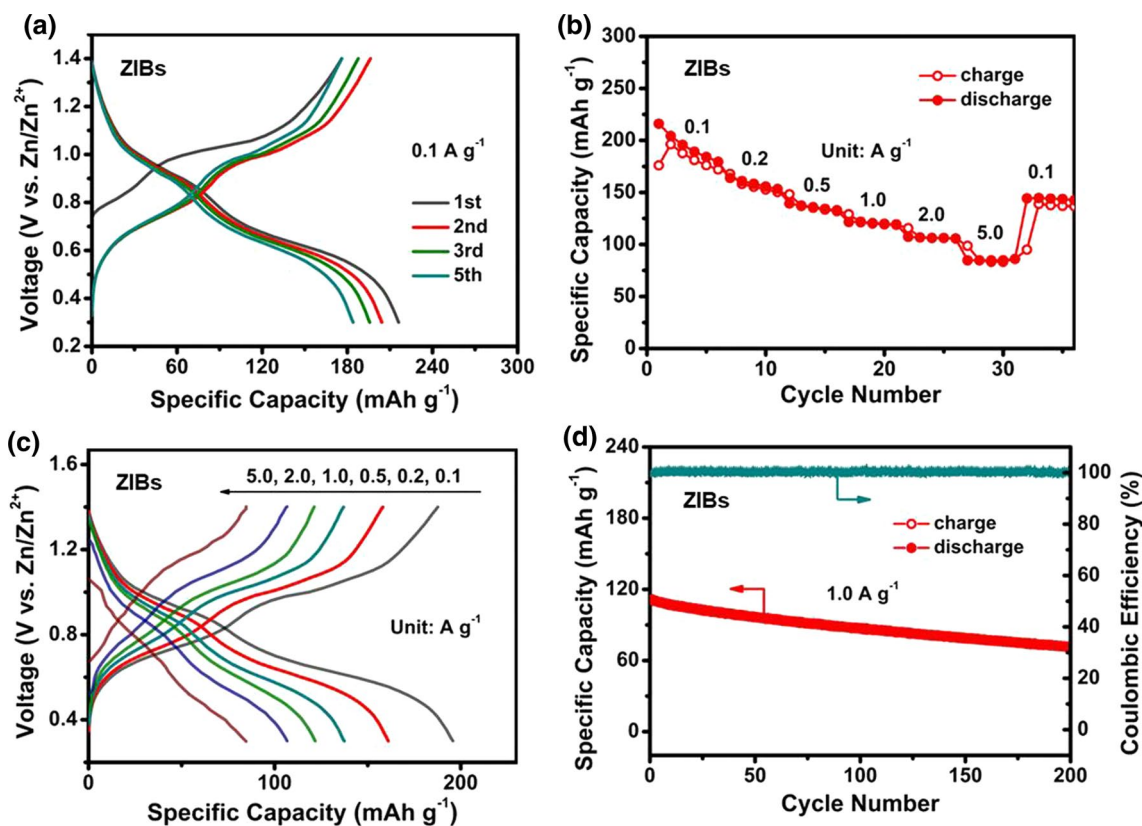 (a)
ZIBs
0.1 A g⁻¹
1st
2nd
3rd
5th
1.4
1.2
1.0
0.8
0.6
0.4
0.2
0 60 120 180 240 300
Voltage (V vs. Zn/Zn²⁺)
Specific Capacity (mAh g⁻¹)
(b)
ZIBs
charge
discharge
Unit: A g⁻¹
0.1
0.2
0.5
1.0
2.0
5.0
0.1
300
250
200
150
100
50
0
0 10 20 30
Specific Capacity (mAh g⁻¹)
Cycle Number
(c)
ZIBs
5.0, 2.0, 1.0, 0.5, 0.2, 0.1
Unit: A g⁻¹
1.6
1.2
0.8
0.4
0 100 200
Voltage (V vs. Zn/Zn²⁺)
Specific Capacity (mAh g⁻¹)
(d)
ZIBs
charge
discharge
1.0 A g⁻¹
240
180
120
60
0
100
80
60
40
20
0
0 50 100 150 200
Specific Capacity (mAh g⁻¹)
Coulombic Efficiency (%)
Cycle Number